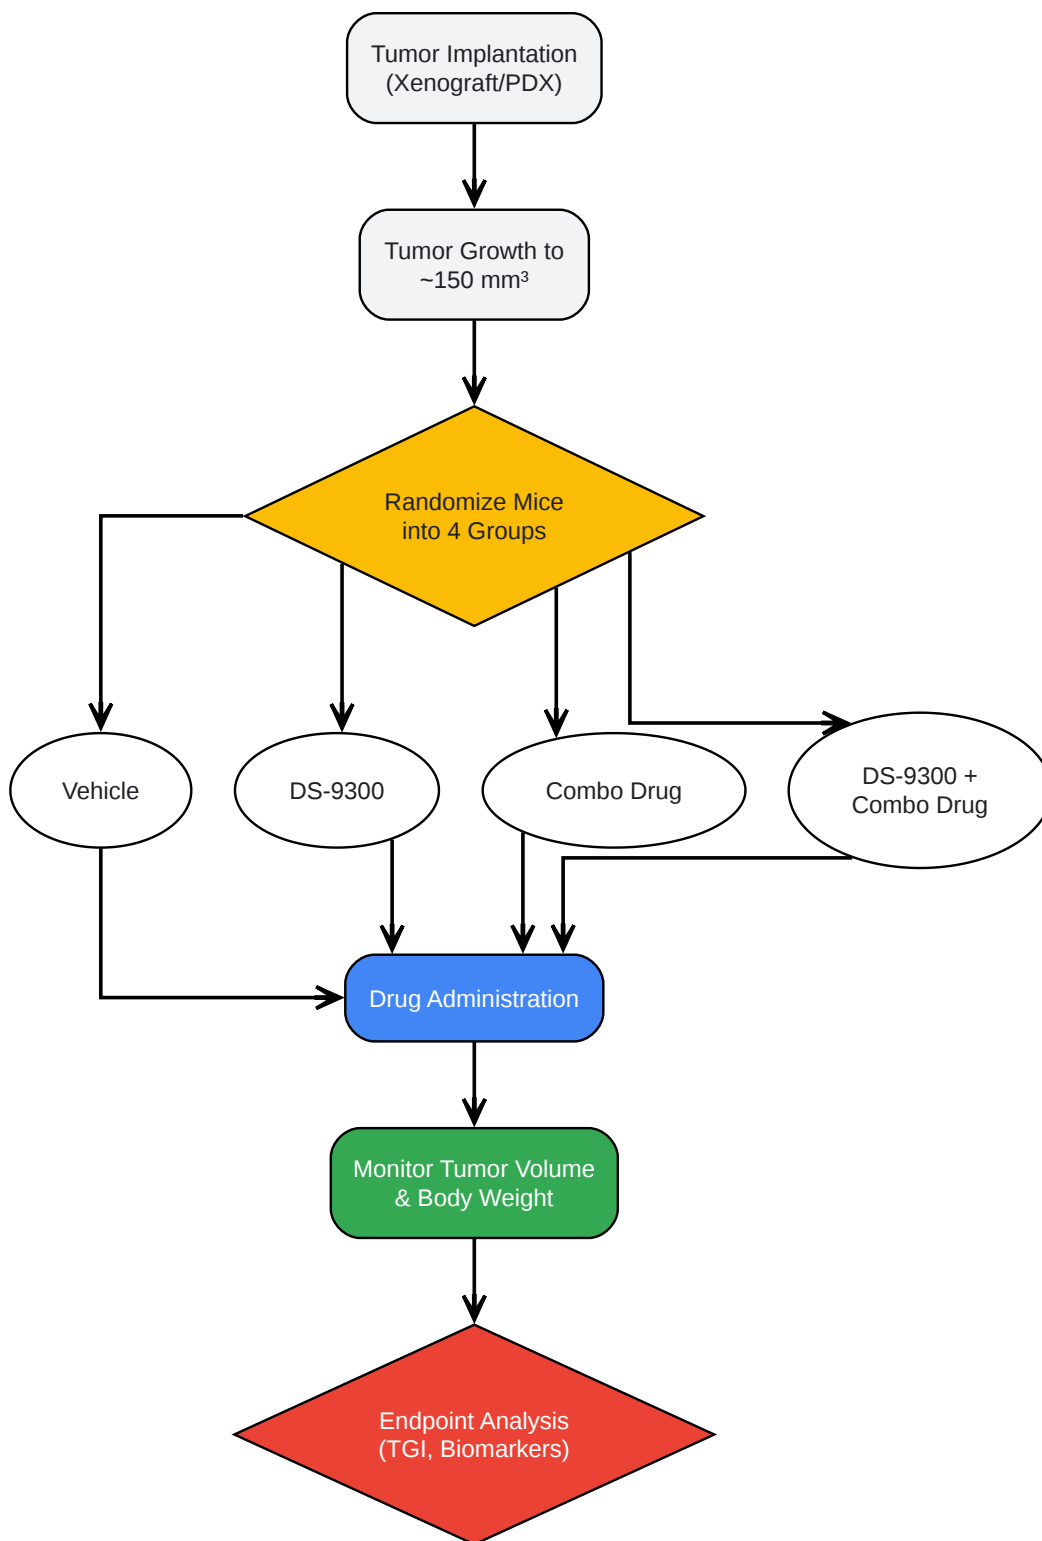 Tumor Implantation
(Xenograft/PDX)
Tumor Growth to
~150 mm³
Randomize Mice
into 4 Groups
Vehicle
DS-9300
Combo Drug
DS-9300 +
Combo Drug
Drug Administration
Monitor Tumor Volume
& Body Weight
Endpoint Analysis
(TGI, Biomarkers)